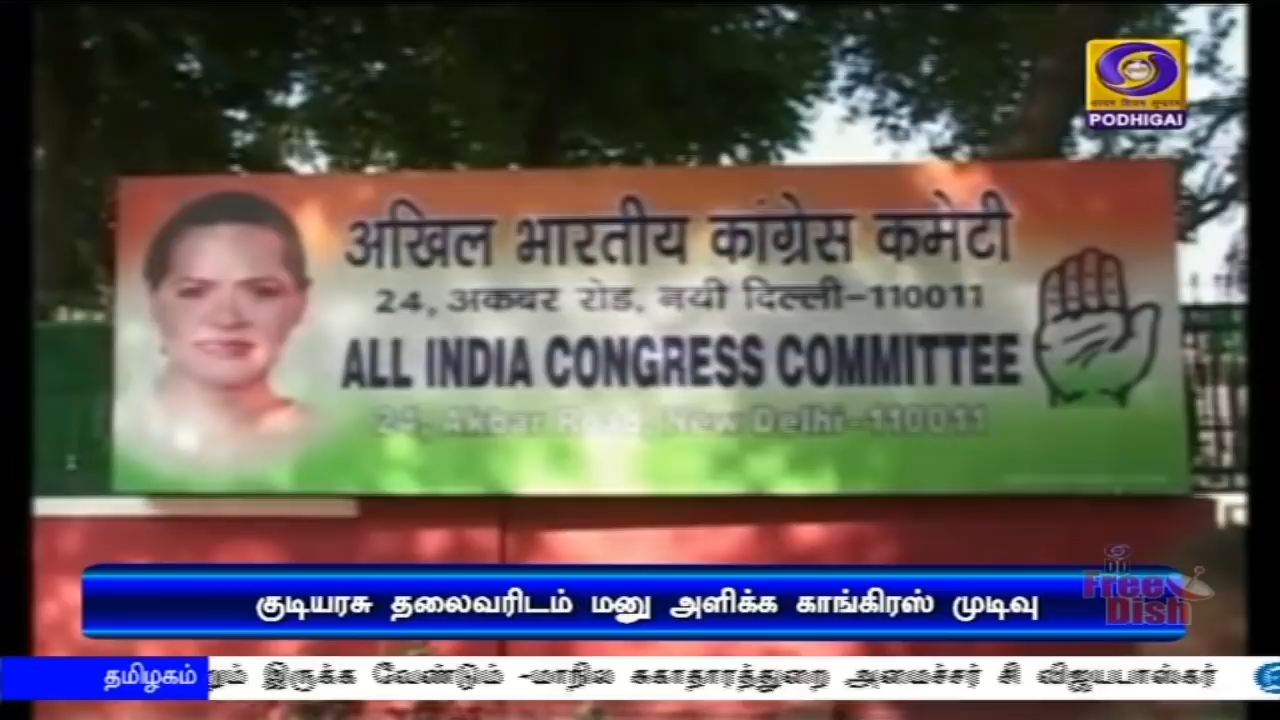 PODHIGAI
अखिल भारतीय कांग्रेस कमेटी
24, अकबर रोड, नयी दिल्ली-110011
ALL INDIA CONGRESS COMMITTEE
24, Akbar Road, New Delhi-110011
குடியரசு தலைவரிடம் மனு அளிக்க காங்கிரஸ் முடிவு
DD Free Dish
தமிழகம் இருக்க வேண்டும் -மாநில சுகாதாரத்துறை அமைச்சர் சி விஜயபாஸ்கர்